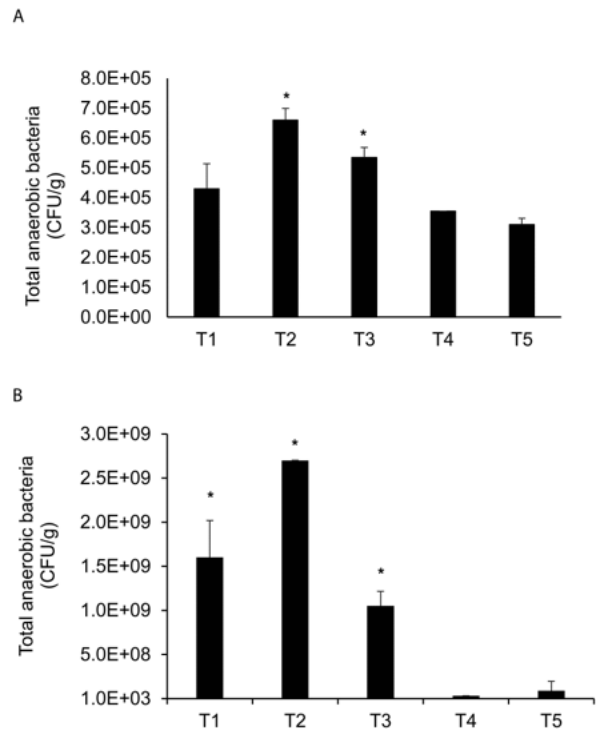 A
Total anaerobic bacteria
(CFU/g)
8.0E+05
7.0E+05
6.0E+05
5.0E+05
4.0E+05
3.0E+05
2.0E+05
1.0E+05
0.0E+00
*
*
T1 T2 T3 T4 T5
B
Total anaerobic bacteria
(CFU/g)
3.0E+09
2.5E+09
2.0E+09
1.5E+09
1.0E+09
5.0E+08
1.0E+03
*
*
*
T1 T2 T3 T4 T5